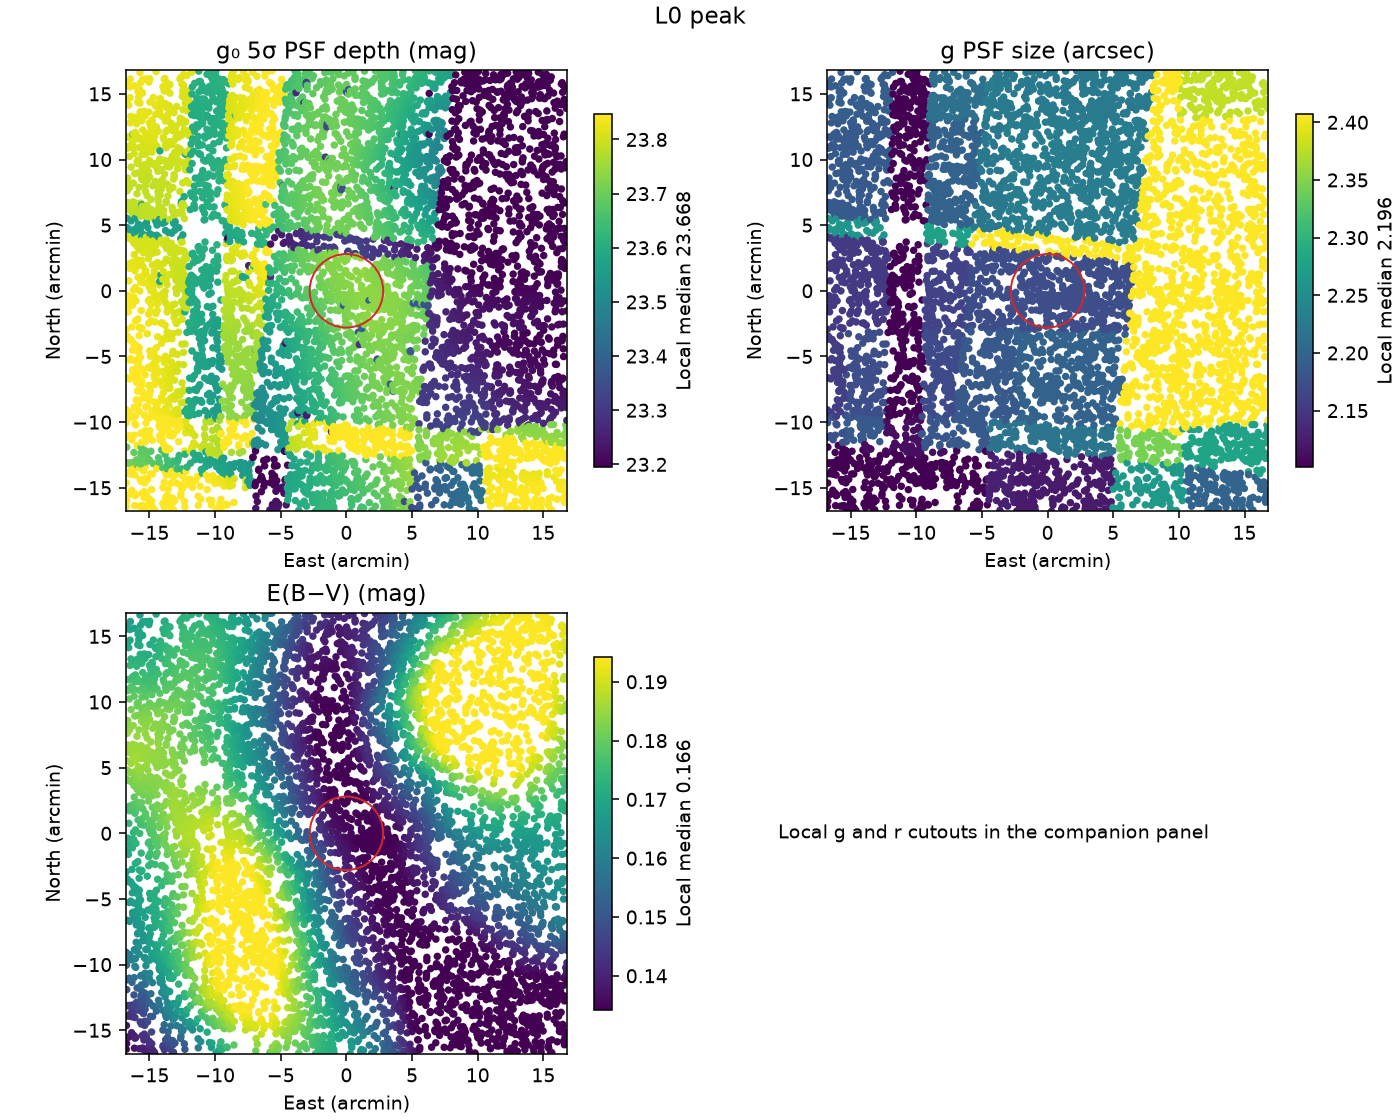 L0 peak
g₀ 5σ PSF depth (mag)
15
10
5
0
−5
−10
−15
North (arcmin)
−15 −10 −5 0 5 10 15
East (arcmin)
23.8
23.7
23.6
23.5
23.4
23.3
23.2
Local median 23.668
g PSF size (arcsec)
15
10
5
0
−5
−10
−15
North (arcmin)
−15 −10 −5 0 5 10 15
East (arcmin)
2.40
2.35
2.30
2.25
2.20
2.15
Local median 2.196
E(B−V) (mag)
15
10
5
0
−5
−10
−15
North (arcmin)
−15 −10 −5 0 5 10 15
East (arcmin)
0.19
0.18
0.17
0.16
0.15
0.14
Local median 0.166
Local g and r cutouts in the companion panel